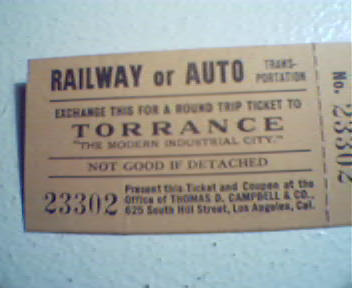 RAILWAY or AUTO TRANS-
PORTATION
EXCHANGE THIS FOR A ROUND TRIP TICKET TO
TORRANCE
"THE MODERN INDUSTRIAL CITY."
NOT GOOD IF DETACHED
23302
Present this Ticket and Coupon at the
Office of THOMAS D. CAMPBELL & CO.,
625 South Hill Street, Los Angeles, Cal.
No. 23302